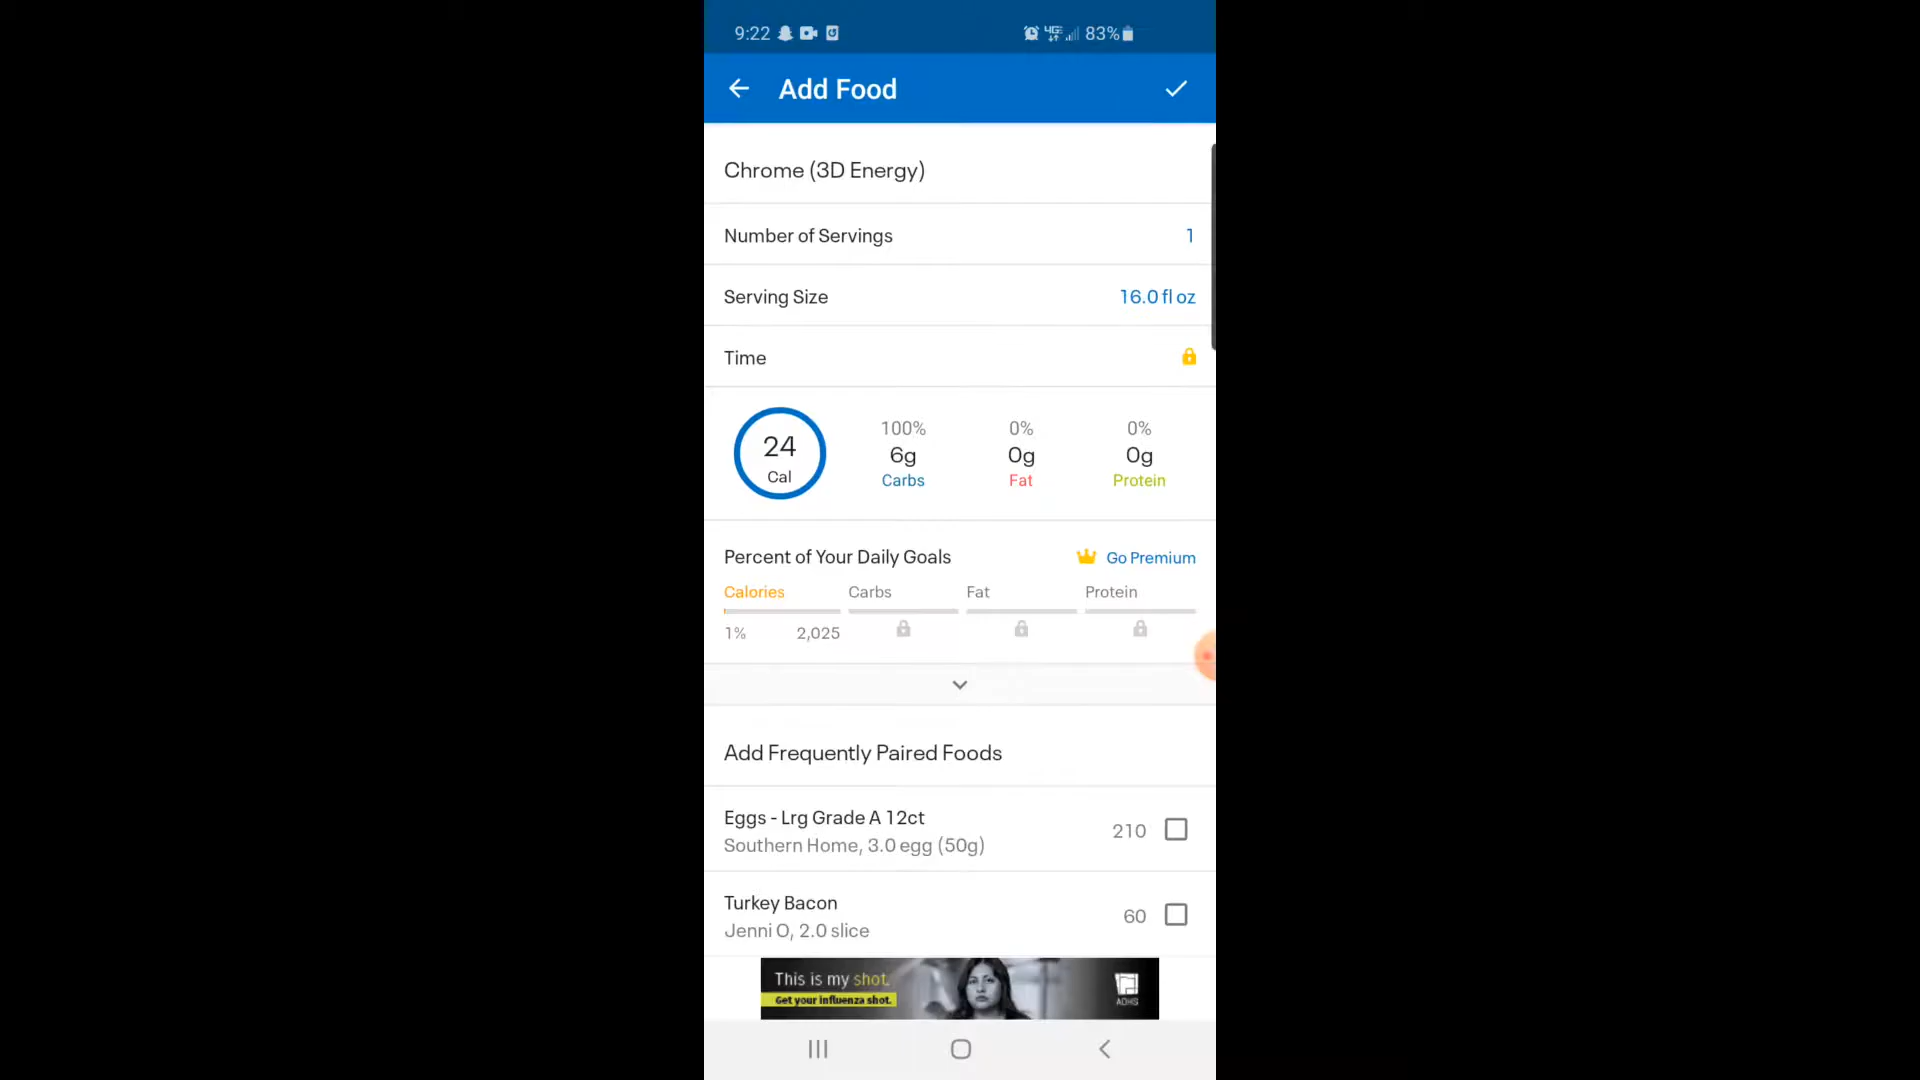 9:22 83%
Add Food
Chrome (3D Energy)
Number of Servings 1
Serving Size 16.0 fl oz
Time
24 Cal
100% 0% 0%
6g 0g 0g
Carbs Fat Protein
Percent of Your Daily Goals Go Premium
Calories Carbs Fat Protein
1% 2,025
Add Frequently Paired Foods
Eggs - Lrg Grade A 12ct
Southern Home, 3.0 egg (50g) 210
Turkey Bacon
Jenni O, 2.0 slice 60
This is my shot.
Get your influenza shot.
ADHS